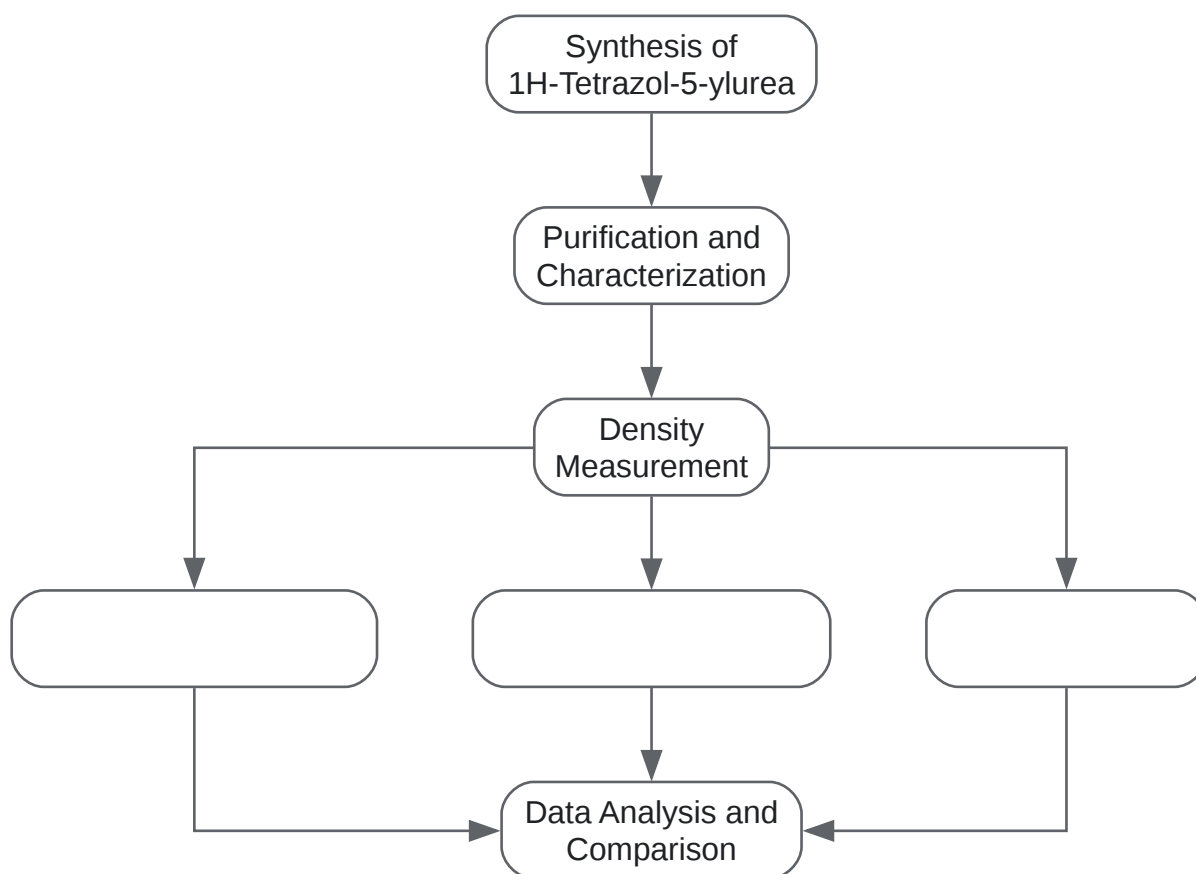 Synthesis of
1H-Tetrazol-5-ylurea
Purification and
Characterization
Density
Measurement
Data Analysis and
Comparison